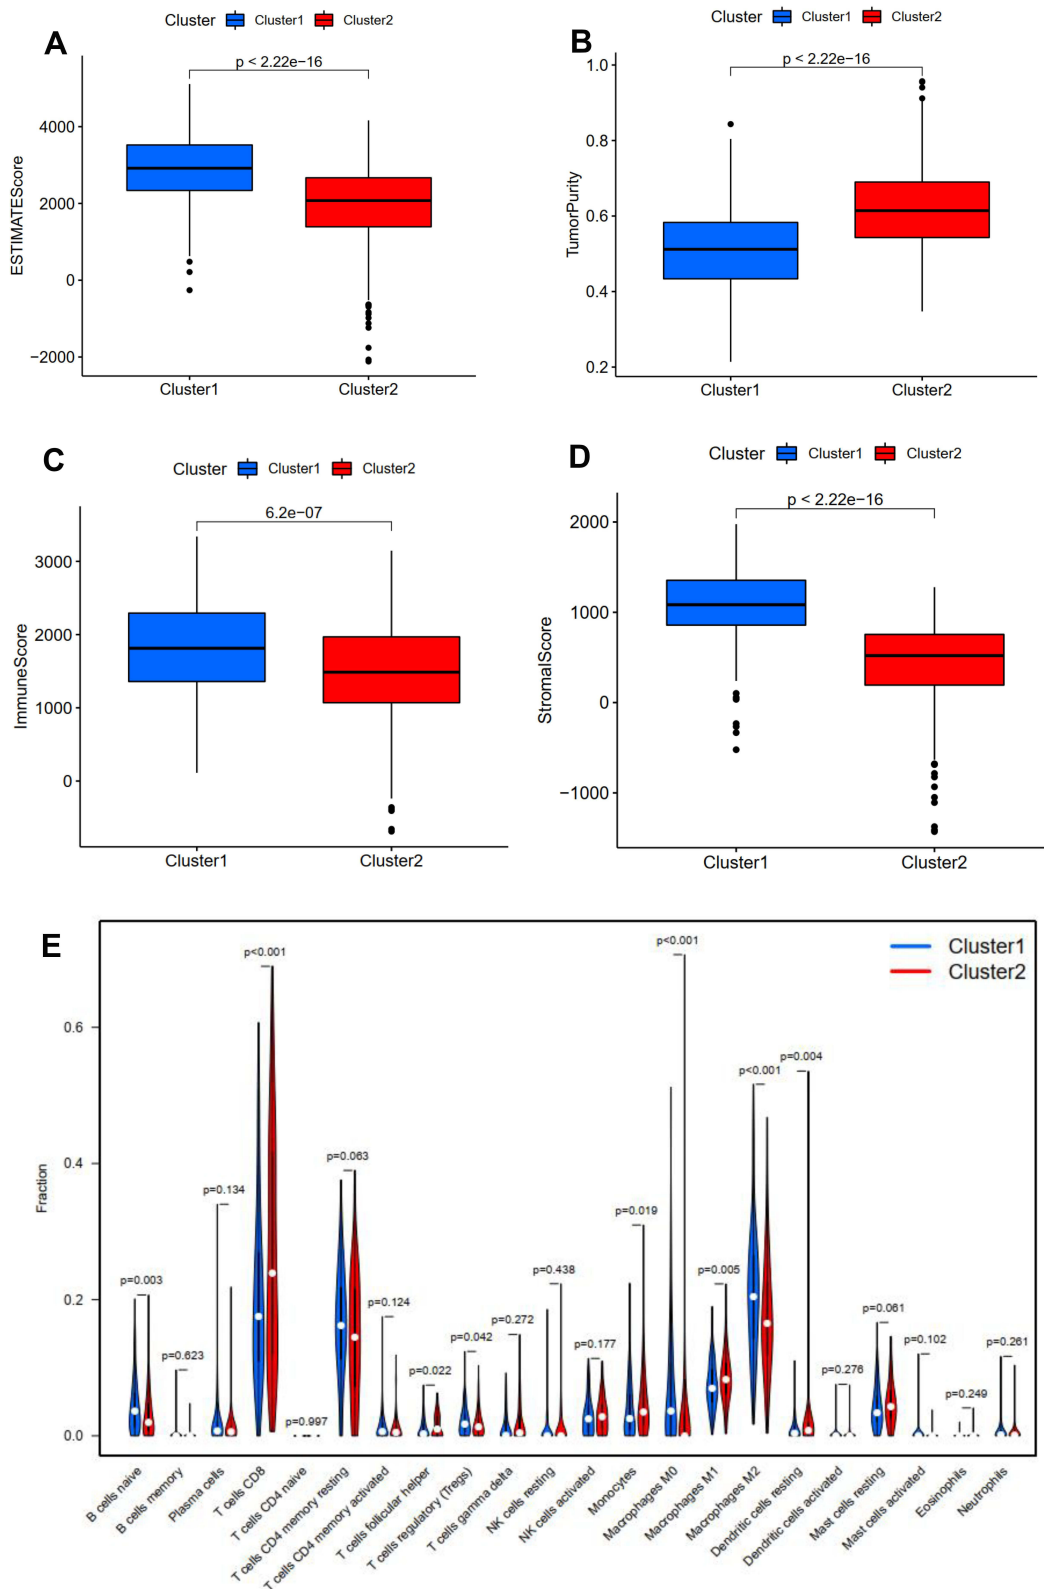 Cluster Cluster1 Cluster2
A
p < 2.22e−16
ESTIMATEScore
4000
2000
0
−2000
Cluster1 Cluster2
Cluster Cluster1 Cluster2
B
p < 2.22e−16
TumorPurity
1.0
0.8
0.6
0.4
0.2
Cluster1 Cluster2
C
Cluster Cluster1 Cluster2
6.2e−07
ImmuneScore
3000
2000
1000
0
Cluster1 Cluster2
D
Cluster Cluster1 Cluster2
p < 2.22e−16
StromalScore
2000
1000
0
−1000
Cluster1 Cluster2
E
Cluster1
Cluster2
Fraction
0.6
0.4
0.2
0.0
p=0.003
p=0.623
p=0.134
p<0.001
p=0.997
p=0.063
p=0.124
p=0.022
p=0.042
p=0.272
p=0.438
p=0.177
p=0.019
p<0.001
p=0.005
p<0.001
p=0.004
p=0.276
p=0.061
p=0.102
p=0.249
p=0.261
B cells naive
B cells memory
Plasma cells
T cells CD8
T cells CD4 naive
T cells CD4 memory resting
T cells CD4 memory activated
T cells follicular helper
T cells regulatory (Tregs)
T cells gamma delta
NK cells resting
NK cells activated
Monocytes
Macrophages M0
Macrophages M1
Macrophages M2
Dendritic cells resting
Dendritic cells activated
Mast cells resting
Mast cells activated
Eosinophils
Neutrophils